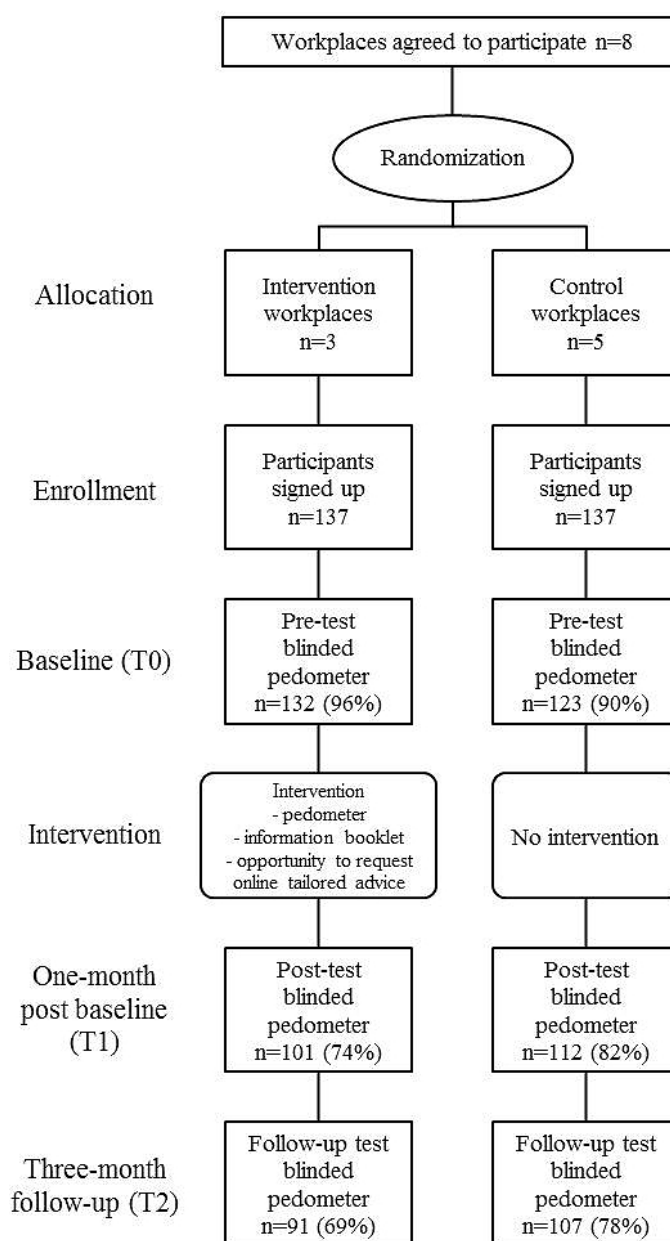 Workplaces agreed to participate n=8
Randomization
Allocation
Intervention
workplaces
n=3
Control
workplaces
n=5
Enrollment
Participants
signed up
n=137
Participants
signed up
n=137
Baseline (T0)
Pre-test
blinded
pedometer
n=132 (96%)
Pre-test
blinded
pedometer
n=123 (90%)
Intervention
Intervention
- pedometer
- information booklet
- opportunity to request
online tailored advice
No intervention
One-month
post baseline
(T1)
Post-test
blinded
pedometer
n=101 (74%)
Post-test
blinded
pedometer
n=112 (82%)
Three-month
follow-up (T2)
Follow-up test
blinded
pedometer
n=91 (69%)
Follow-up test
blinded
pedometer
n=107 (78%)